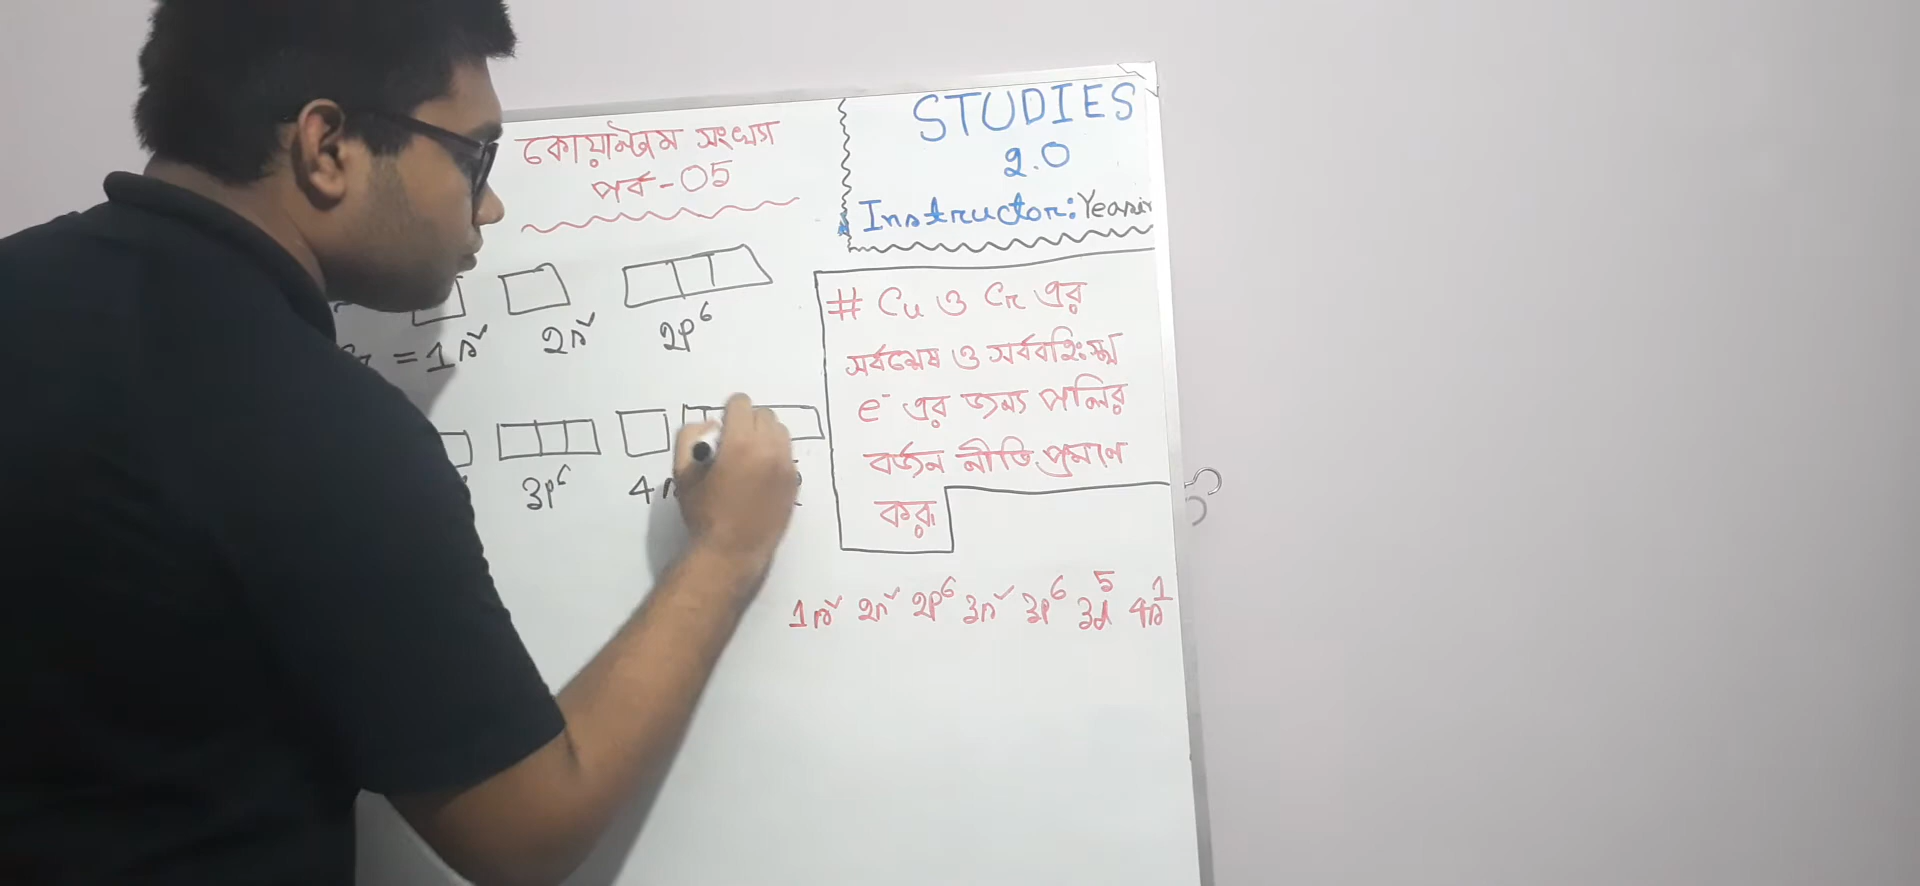 কোয়ান্টাম সংখ্যা
পর্ব-05
STUDIES
2.0
Instructor: Yeasin
1s² 2s² 2p⁶
3p⁶
# Cu ও Cr এর
সর্বশেষ ও সর্ববহিঃস্থ
e⁻ এর জন্য পলির
বর্জন নীতি প্রমাণ
কর
1s² 2s² 2p⁶ 3s² 3p⁶ 3d⁵ 4s¹